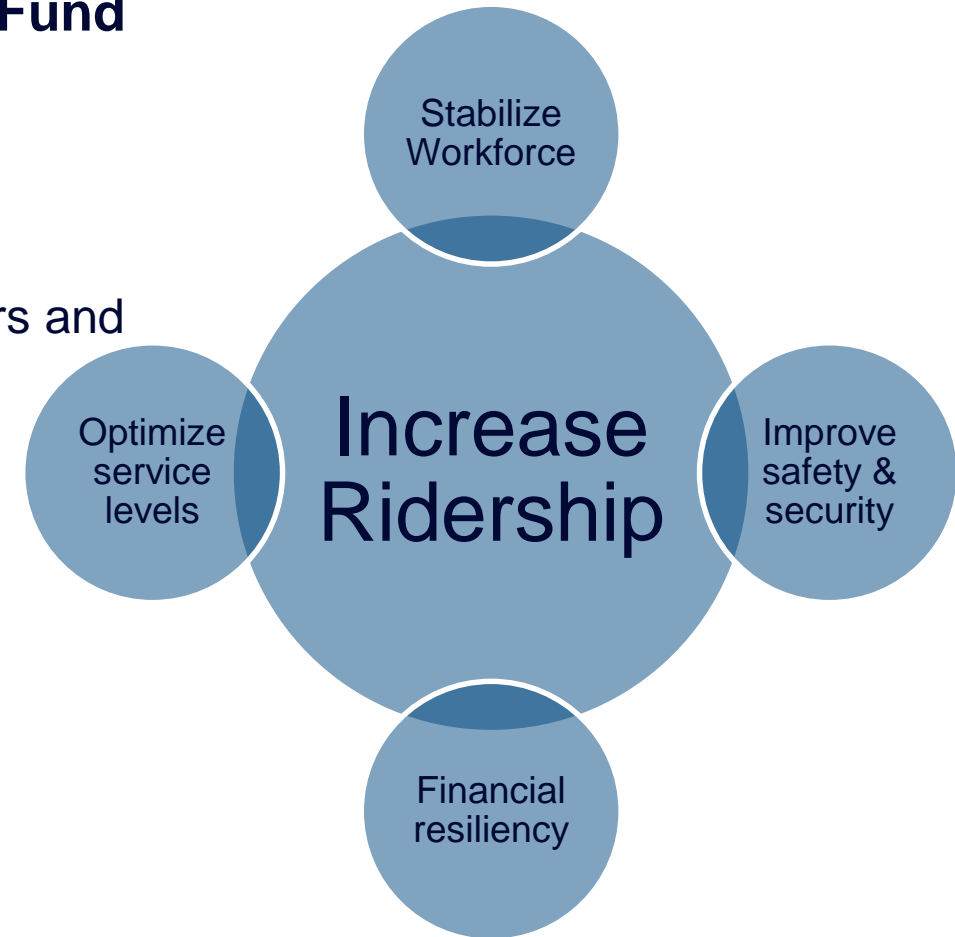 Fund
Stabilize
Workforce
rs and
Optimize
service
levels
Increase
Ridership
Improve
safety &
security
Financial
resiliency